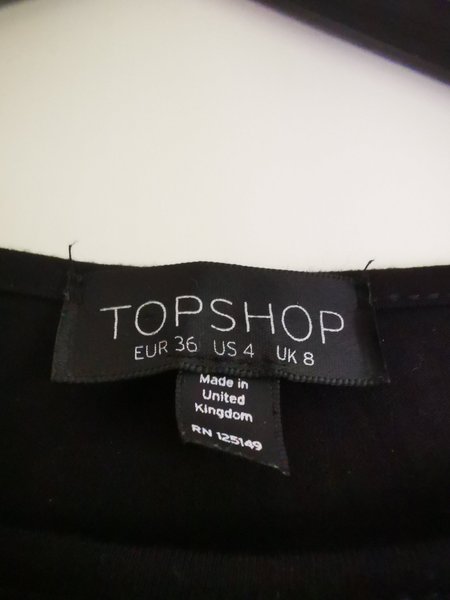 TOPSHOP
EUR 36 US 4 UK 8
Made in
United
Kingdom
RN 125149